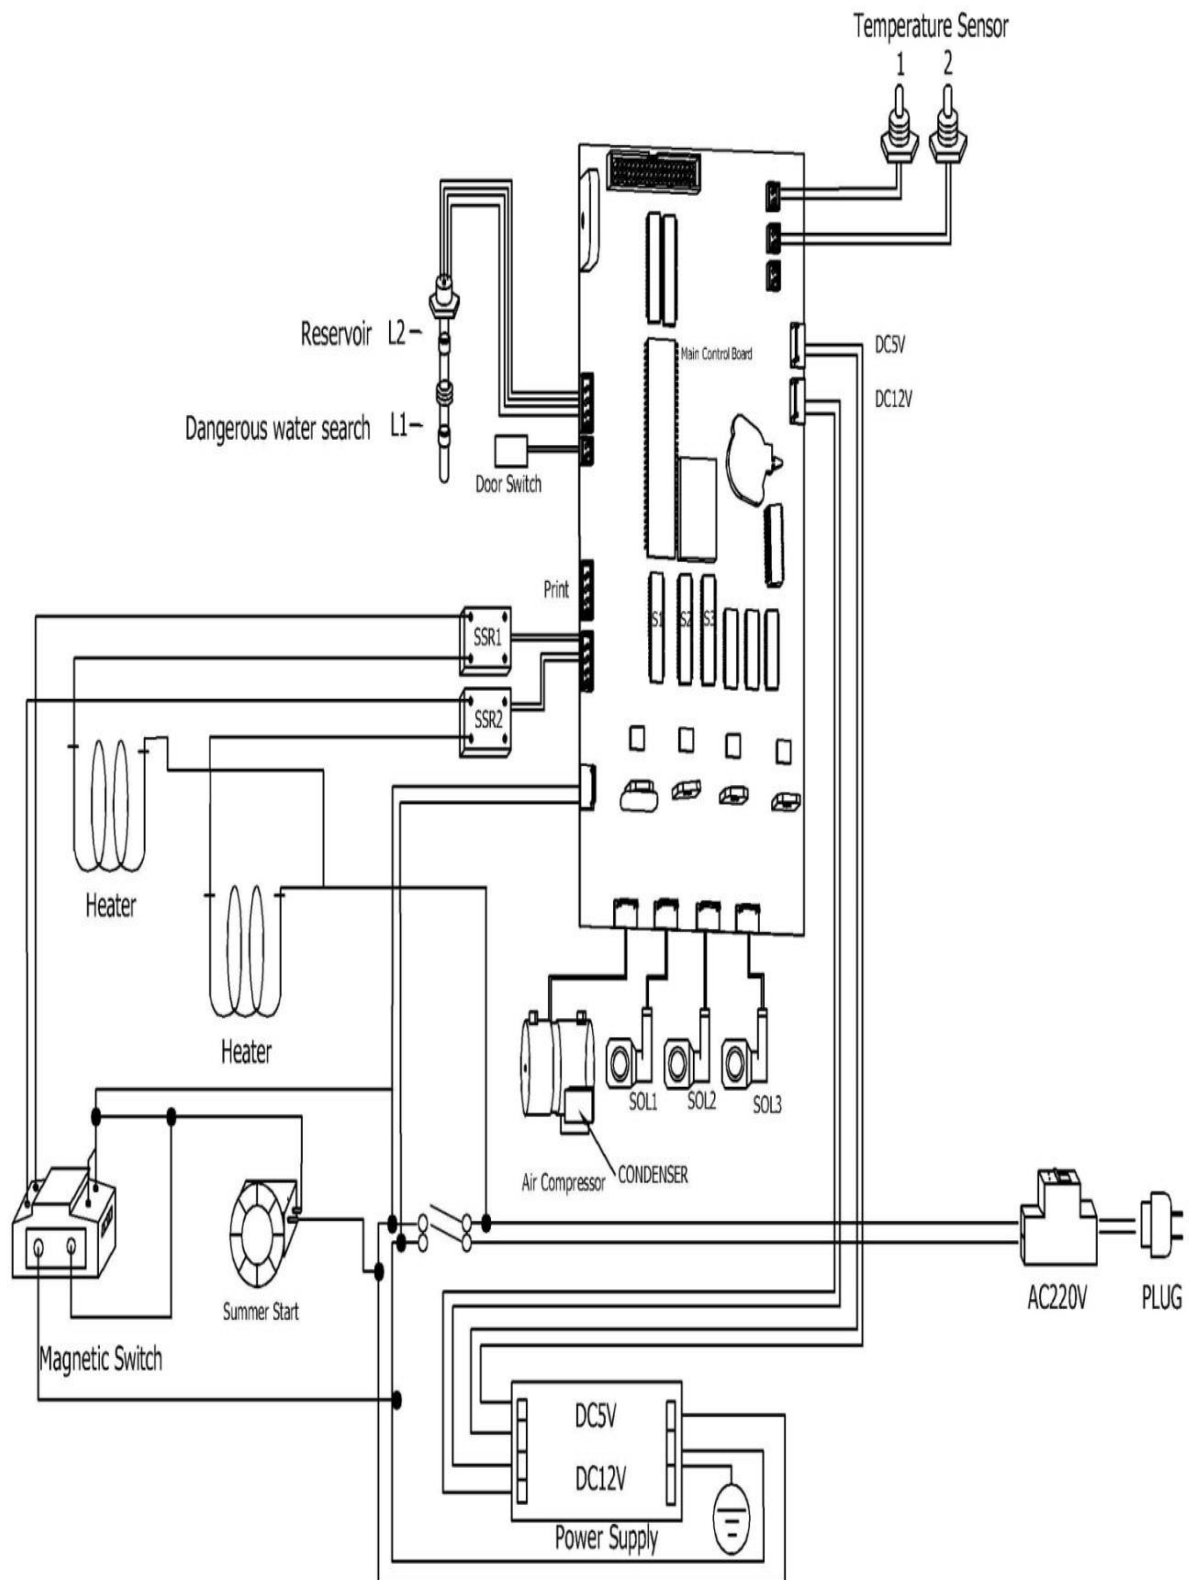 Temperature Sensor
1 2
Reservoir L2
Main Control Board
DC5V
DC12V
Dangerous water search L1
Door Switch
Print
S1 S2 S3
SSR1
SSR2
Heater
Heater
SOL1 SOL2 SOL3
Air Compressor CONDENSER
Summer Start
AC220V PLUG
Magnetic Switch
DC5V
DC12V
Power Supply